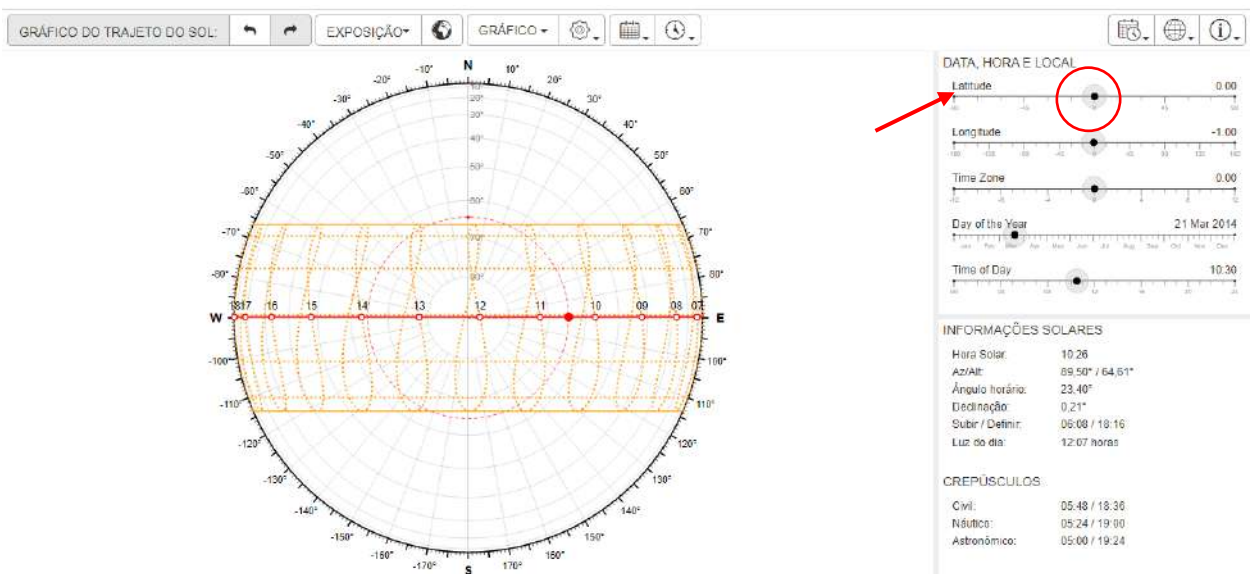 GRÁFICO DO TRAJETO DO SOL:
EXPOSIÇÃO
GRÁFICO
DATA, HORA E LOCAL
Latitude 0.00
Longitude -1.00
Time Zone 0.00
Day of the Year 21 Mar 2014
Time of Day 10:30
INFORMAÇÕES SOLARES
Hora Solar: 10:26
Az/Alt: 89,50° / 64,61°
Ângulo horário: 23,40°
Declinação: 0,21°
Subir / Definir: 06:08 / 18:16
Luz do dia: 12:07 horas
CREPÚSCULOS
Civil: 05:48 / 18:36
Náutico: 05:24 / 19:00
Astronômico: 05:00 / 19:24
N
-10° 10°
-20° 20°
-30° 30°
-40° 40°
-50° 50°
-60° 60°
-70° 70°
-80° 80°
W 18 17 16 15 14 13 12 11 10 09 08 07 E
-100° 100°
-110° 110°
-120° 120°
-130° 130°
-140° 140°
-150° 150°
-160° 160°
-170° 170°
S